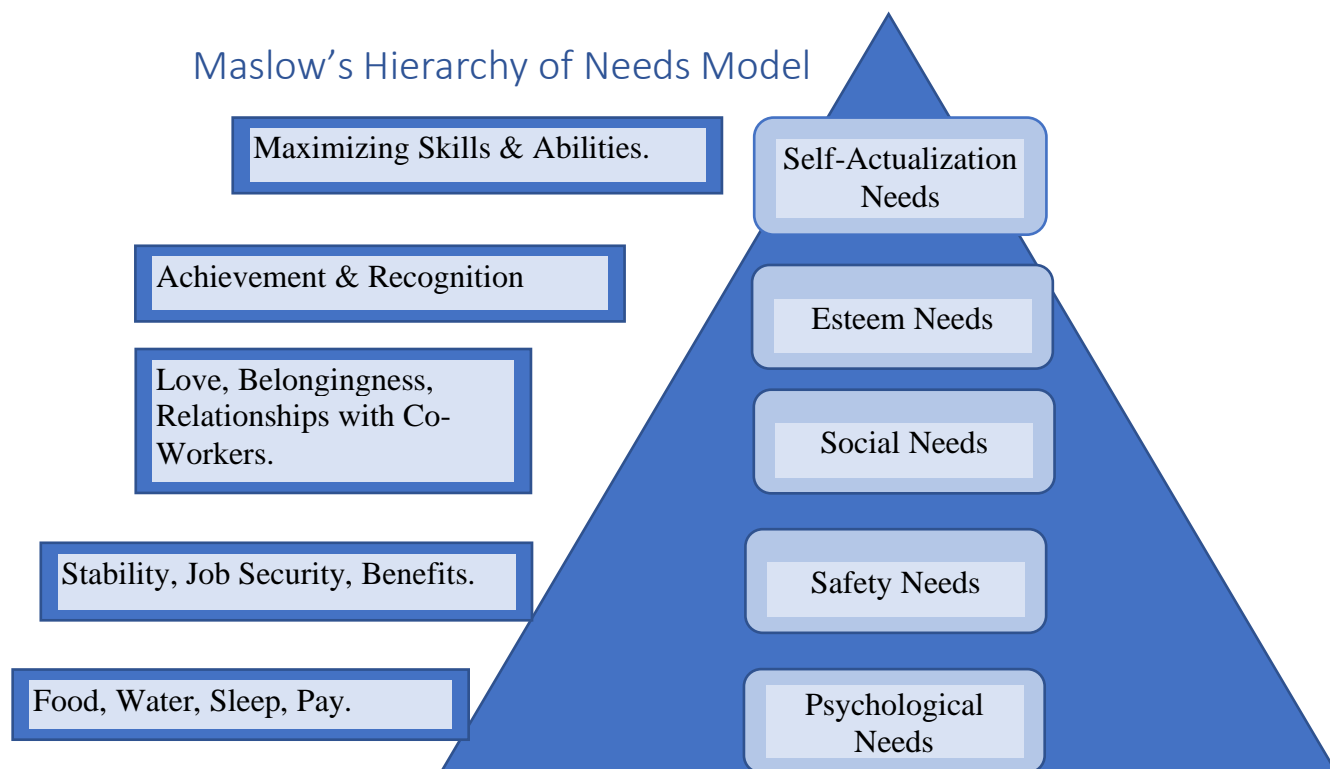 Maslow’s Hierarchy of Needs Model
Maximizing Skills & Abilities.
Self-Actualization
Needs
Achievement & Recognition
Esteem Needs
Love, Belongingness,
Relationships with Co-
Workers.
Social Needs
Stability, Job Security, Benefits.
Safety Needs
Food, Water, Sleep, Pay.
Psychological
Needs